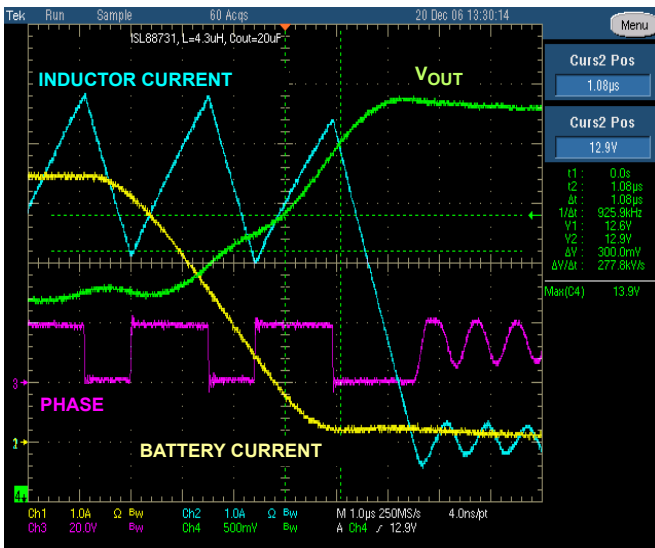 Tek Run Sample 60 Acqs 20 Dec 06 13:30:14
Menu
ISL88731, L=4.3uH, Cout=20uF
INDUCTOR CURRENT
VOUT
Curs2 Pos
1.08µs
Curs2 Pos
12.9V
t1: 0.0s
t2: 1.08µs
Δt: 1.08µs
1/Δt: 925.9kHz
V1: 12.6V
V2: 12.9V
ΔV: 300.0mV
ΔV/Δt: 277.8kV/s
Max(C4) 13.9V
3
PHASE
BATTERY CURRENT
4
Ch1 1.0A Ω Bw Ch2 1.0A Ω Bw M 1.0µs 250MS/s 4.0ns/pt
Ch3 20.0V Bw Ch4 500mV Bw A Ch4 / 12.9V